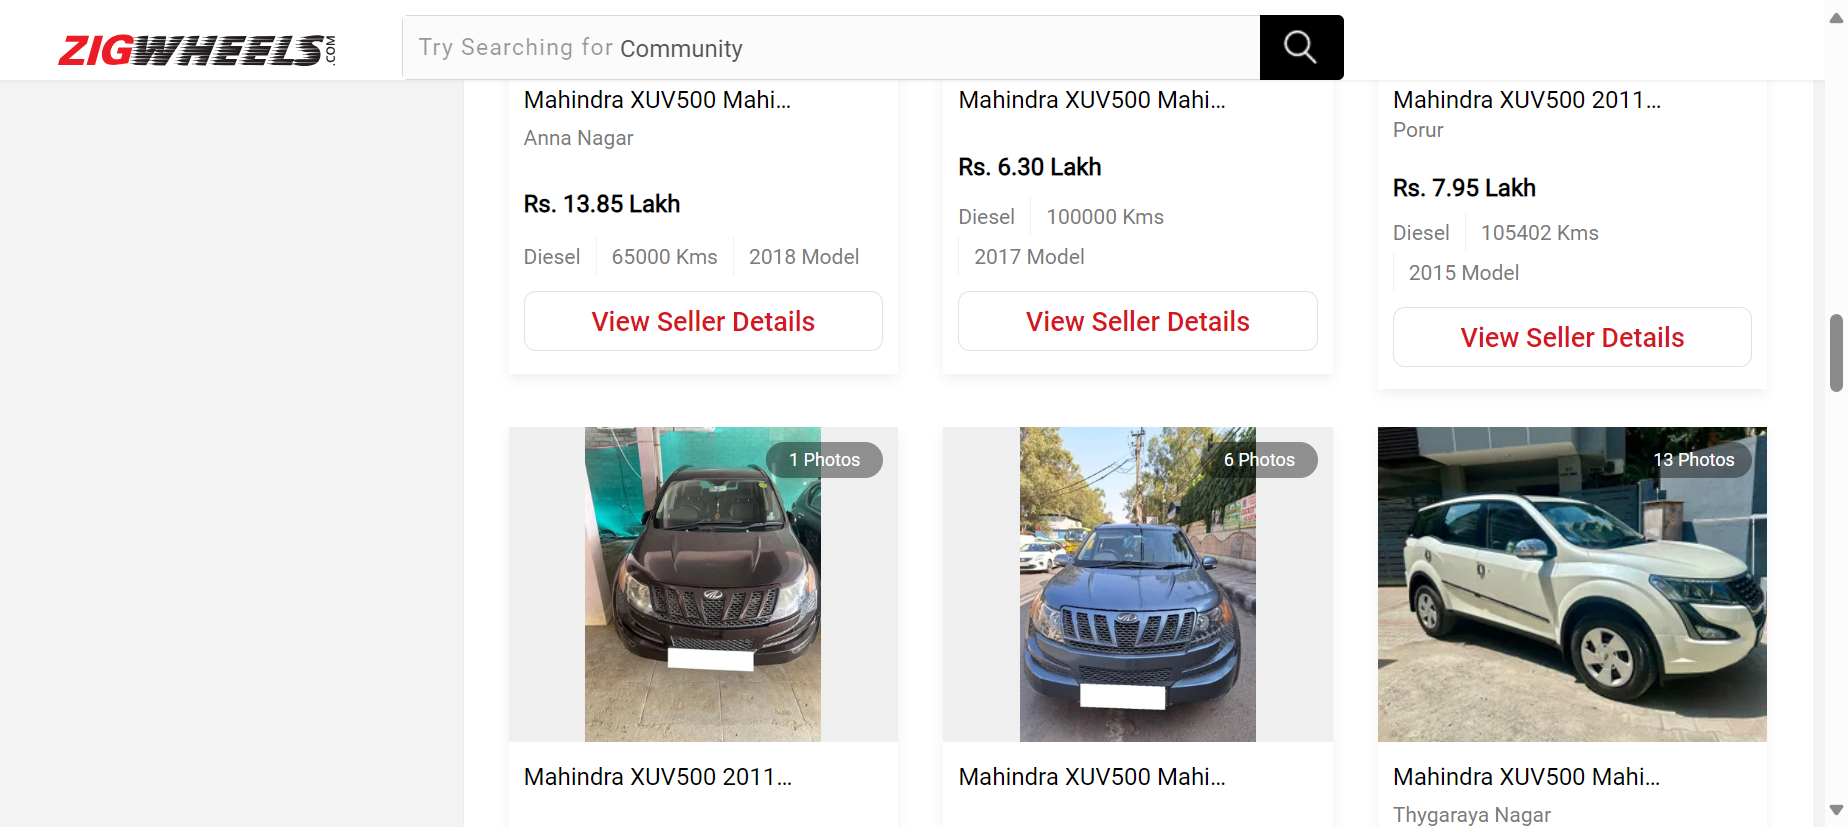 ZIGWHEELS.COM
Try Searching for Community
Mahindra XUV500 Mahi...
Anna Nagar
Rs. 13.85 Lakh
Diesel
65000 Kms
2018 Model
View Seller Details
Mahindra XUV500 Mahi...
Rs. 6.30 Lakh
Diesel
100000 Kms
2017 Model
View Seller Details
Mahindra XUV500 2011...
Porur
Rs. 7.95 Lakh
Diesel
105402 Kms
2015 Model
View Seller Details
1 Photos
Mahindra XUV500 2011...
6 Photos
Mahindra XUV500 Mahi...
13 Photos
Mahindra XUV500 Mahi...
Thygaraya Nagar